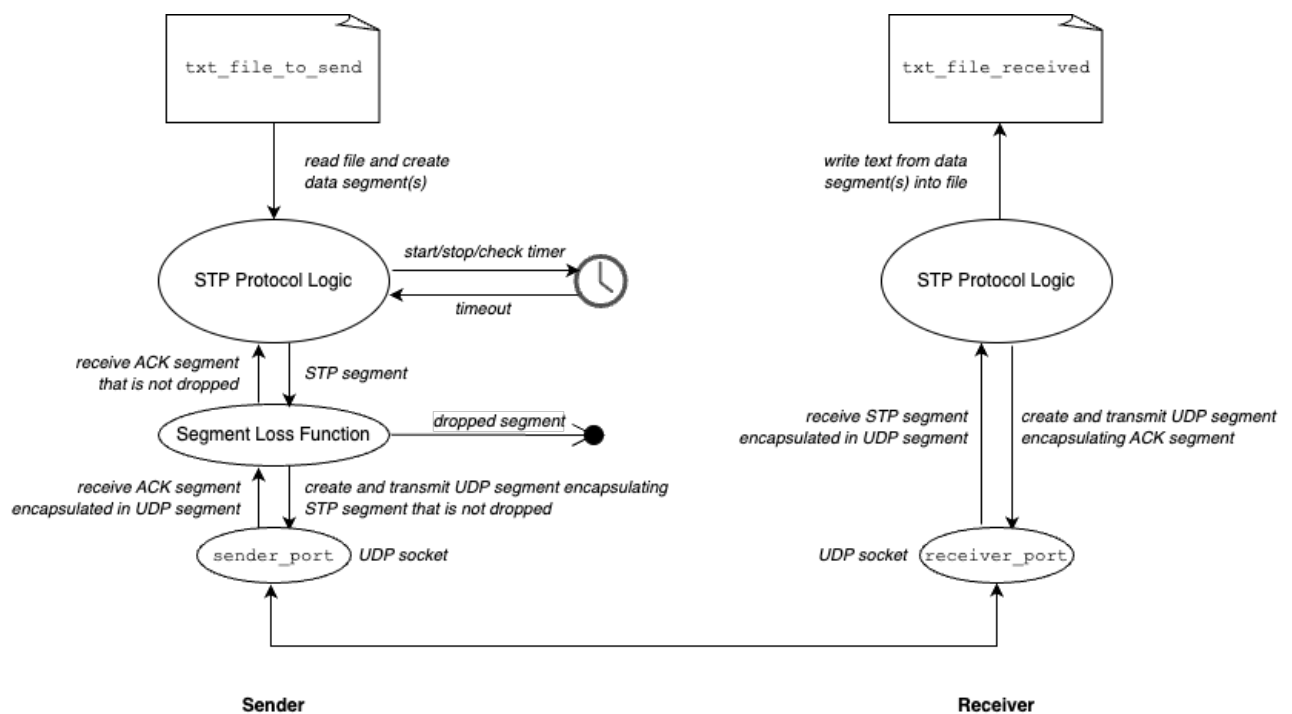 txt_file_to_send
read file and create
data segment(s)
STP Protocol Logic
start/stop/check timer
timeout
receive ACK segment
that is not dropped
STP segment
Segment Loss Function
dropped segment
receive ACK segment
encapsulated in UDP segment
create and transmit UDP segment encapsulating
STP segment that is not dropped
sender_port
UDP socket
Sender
txt_file_received
write text from data
segment(s) into file
STP Protocol Logic
receive STP segment
encapsulated in UDP segment
create and transmit UDP segment
encapsulating ACK segment
UDP socket
receiver_port
Receiver